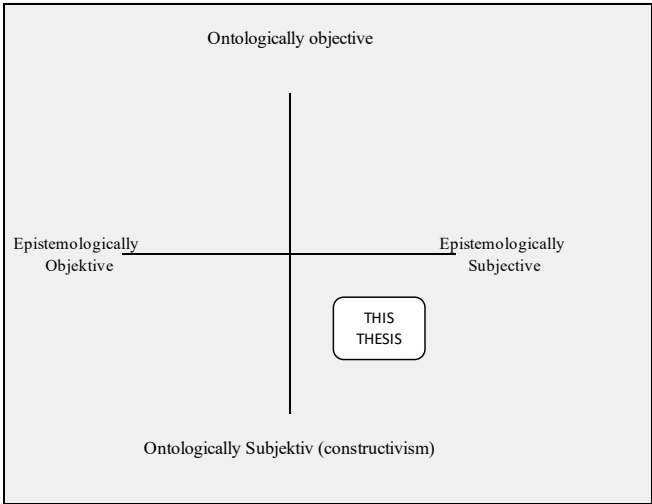 Ontologically objective
Epistemologically
Objektive
Epistemologically
Subjective
THIS
THESIS
Ontologically Subjektiv (constructivism)